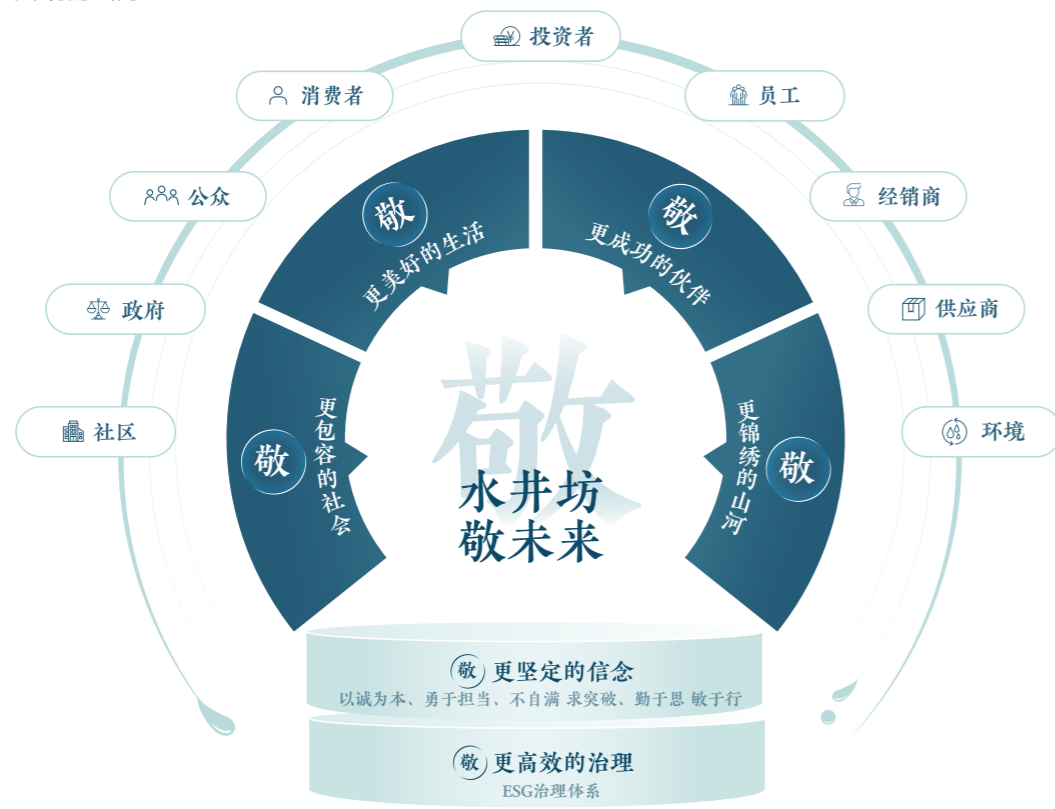 投资者
消费者
员工
公众
经销商
政府
供应商
社区
环境
敬
更美好的生活
敬
更成功的伙伴
敬
更包容的社会
敬
更锦绣的山河
敬
水井坊
敬未来
敬 更坚定的信念
以诚为本、勇于担当、不自满 求突破、勤于思 敏于行
敬 更高效的治理
ESG治理体系